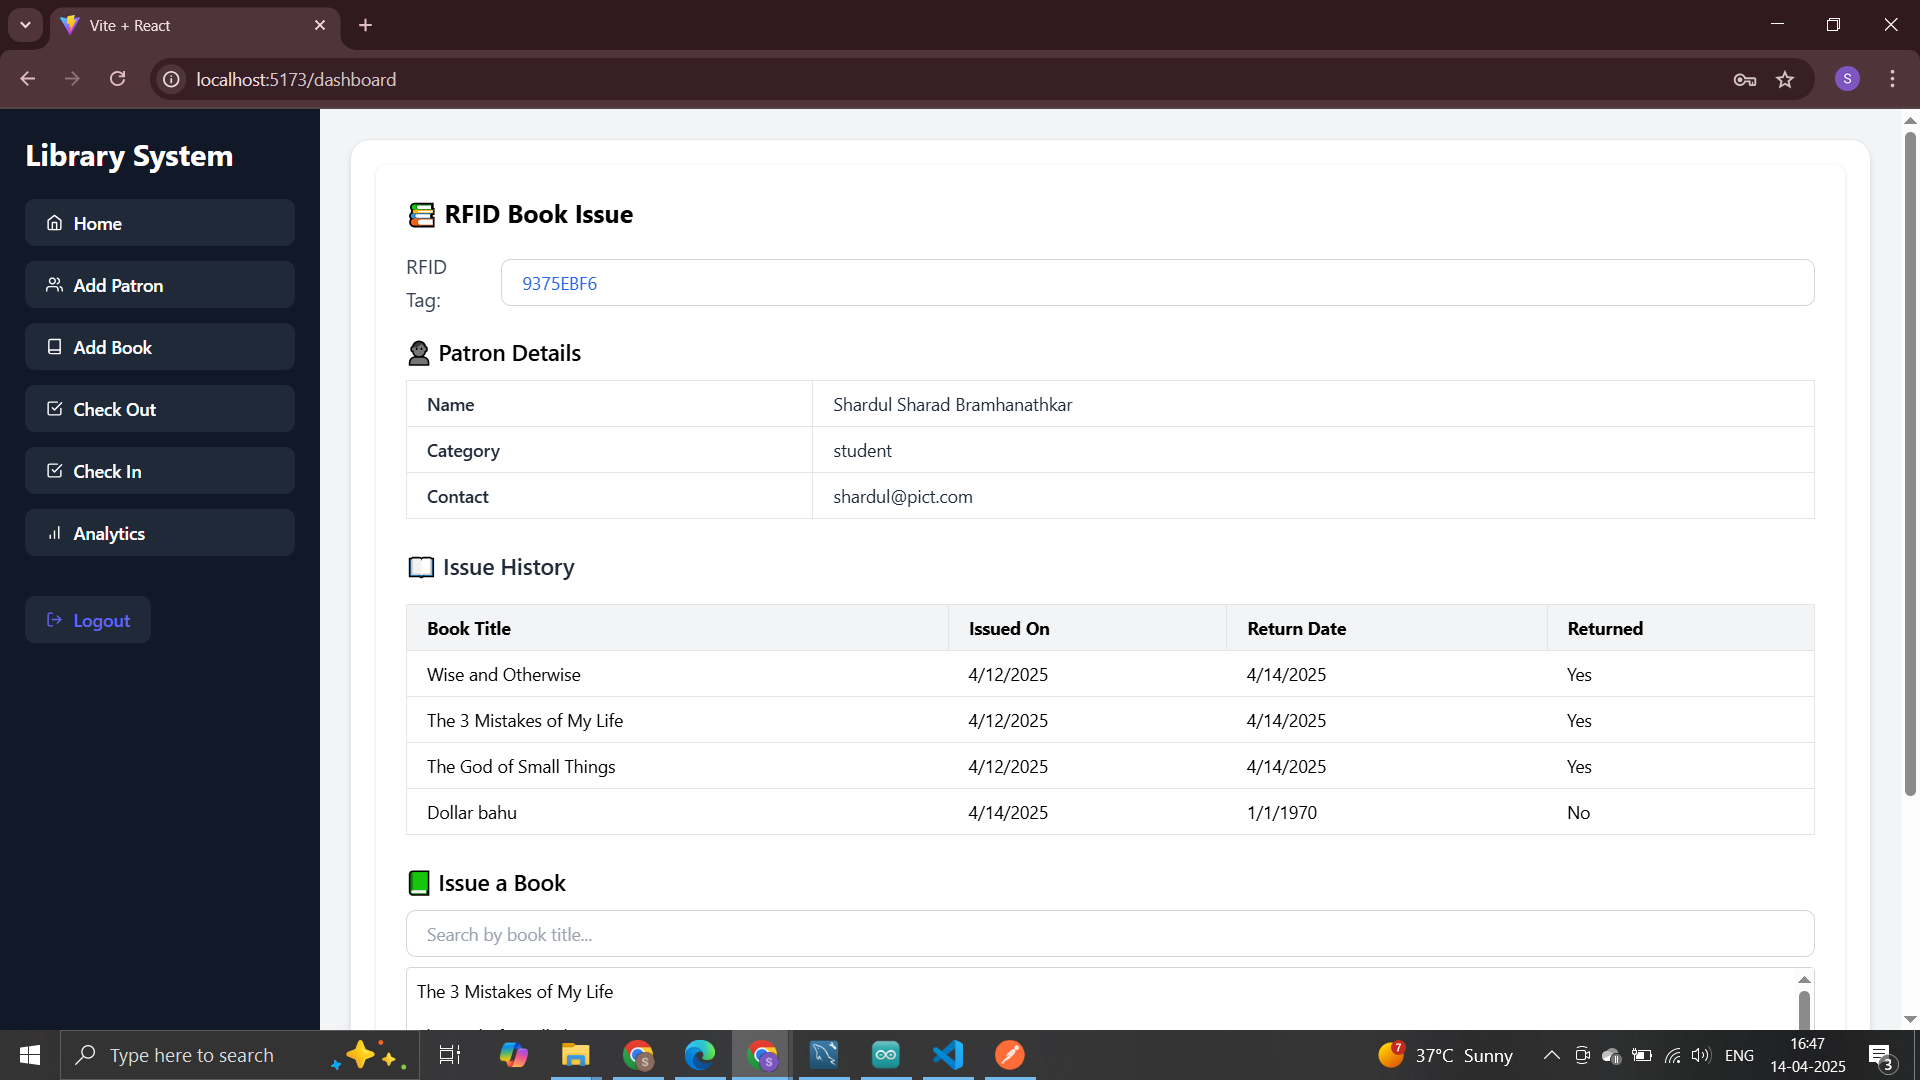 Vite + React
localhost:5173/dashboard
S
Library System
Home
Add Patron
Add Book
Check Out
Check In
Analytics
Logout
RFID Book Issue
RFID
Tag:
9375EBF6
Patron Details
Name Shardul Sharad Bramhanathkar
Category student
Contact shardul@pict.com
Issue History
Book Title Issued On Return Date Returned
Wise and Otherwise 4/12/2025 4/14/2025 Yes
The 3 Mistakes of My Life 4/12/2025 4/14/2025 Yes
The God of Small Things 4/12/2025 4/14/2025 Yes
Dollar bahu 4/14/2025 1/1/1970 No
Issue a Book
Search by book title...
The 3 Mistakes of My Life
Type here to search
S
S
7
37°C Sunny
ENG
16:47
14-04-2025
3